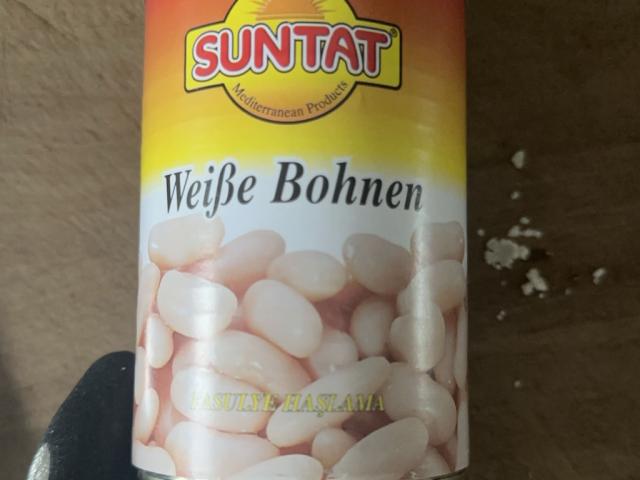 SUNTAT®
Mediterranean Products
Weiße Bohnen
FASULYE HAŞLAMA